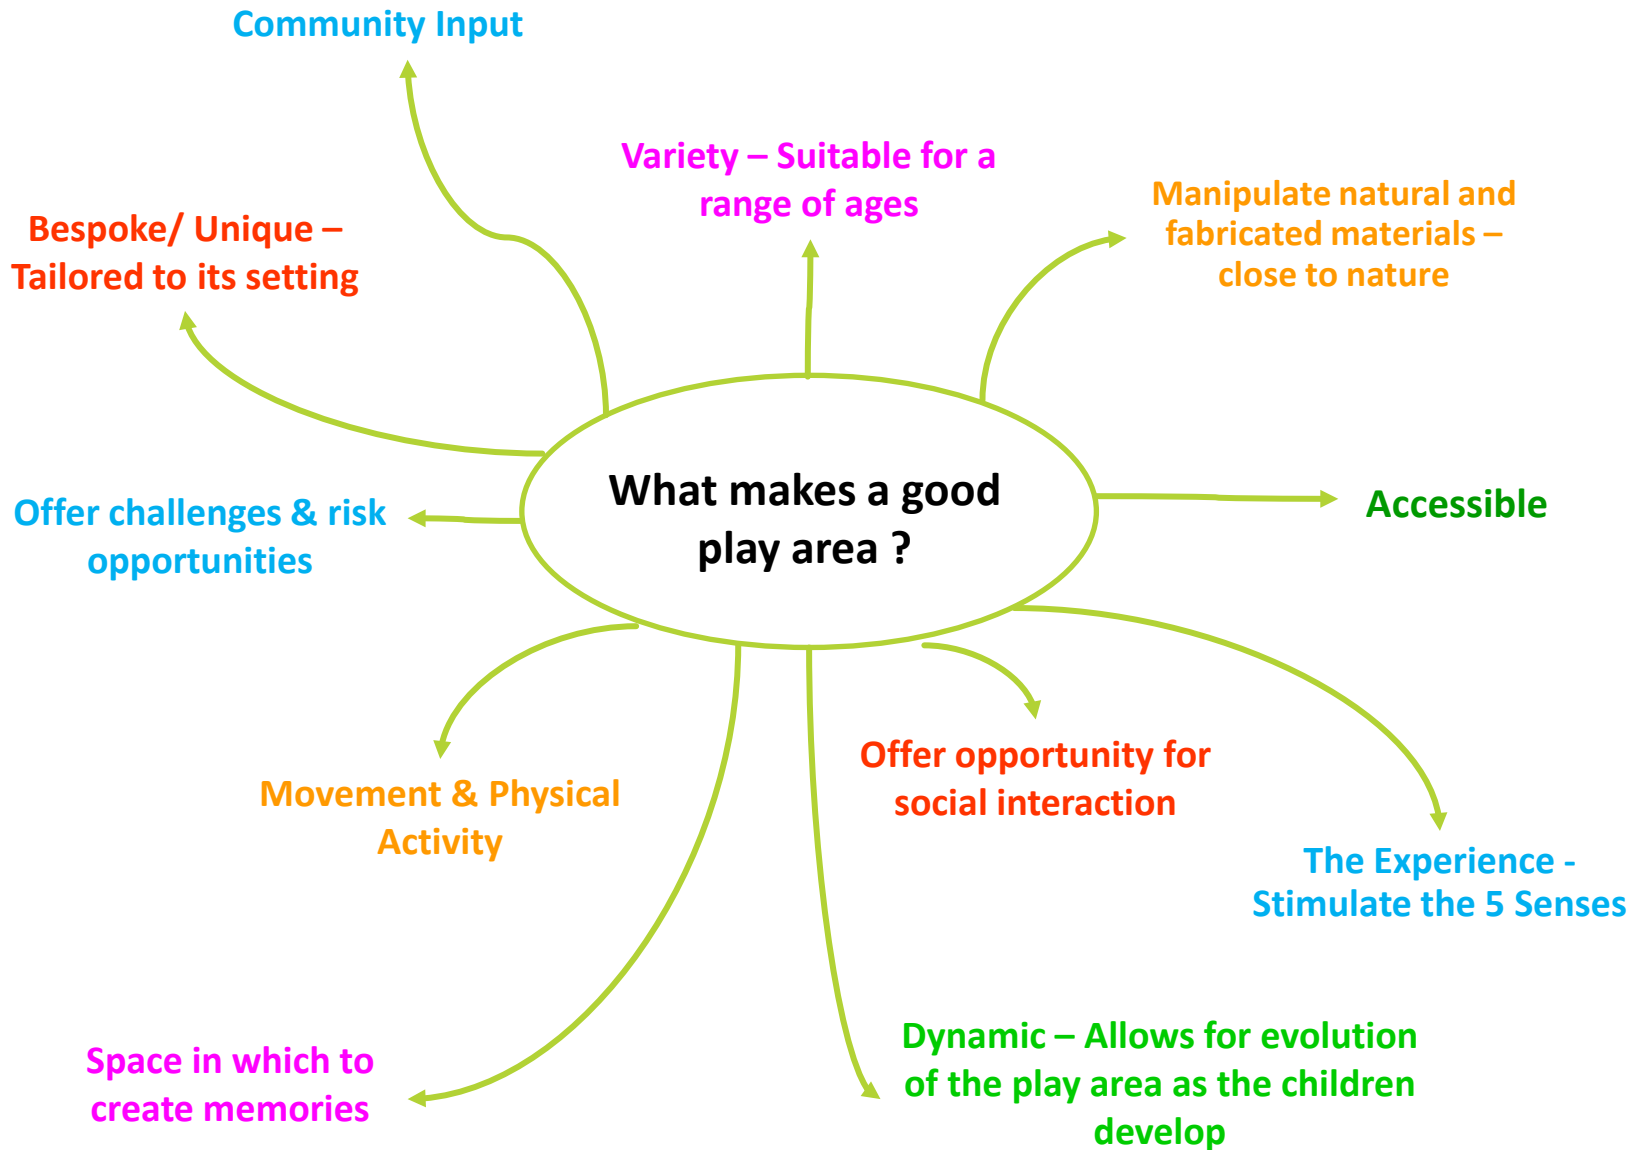 Community Input
Variety – Suitable for a
range of ages
Manipulate natural and
fabricated materials –
close to nature
Bespoke/ Unique –
Tailored to its setting
What makes a good
play area ?
Accessible
Offer challenges & risk
opportunities
Offer opportunity for
social interaction
Movement & Physical
Activity
The Experience -
Stimulate the 5 Senses
Space in which to
create memories
Dynamic – Allows for evolution
of the play area as the children
develop